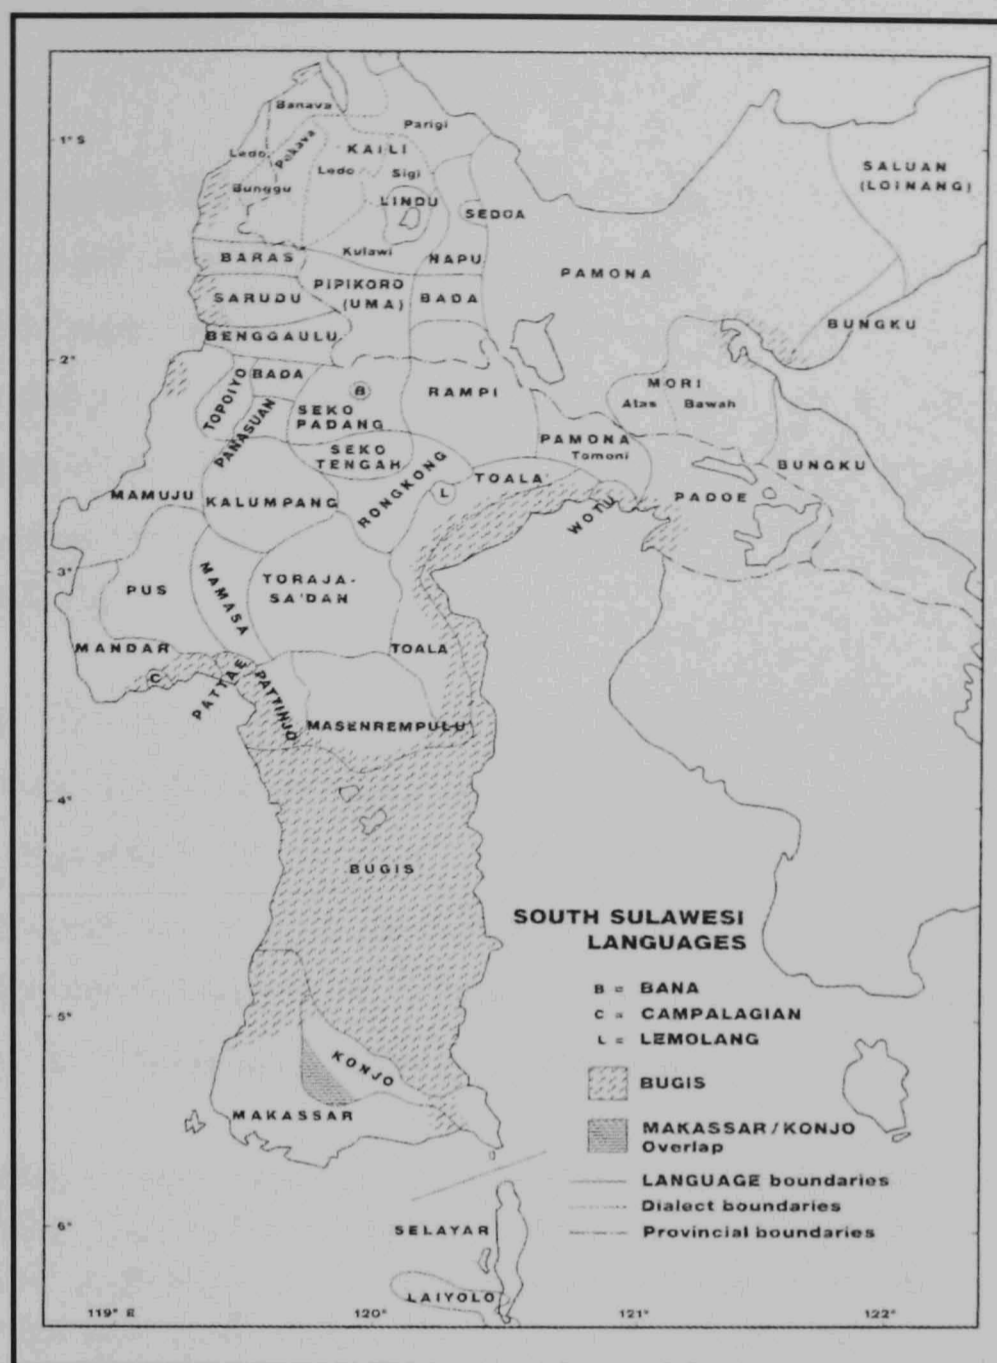 Banava
Parigi
1° S
KAILI
Ledo
Pekava
Ledo
Sigi
SALUAN
(LOINANG)
Bunggu
LINDU
SEDOA
Kulawi
BARAS
NAPU
PAMONA
PIPIKORO
(UMA)
SARUDU
BADA
BUNGKU
BENGGAULU
2°
TOPOIYO
BADA
B
RAMPI
MORI
Atas
Bawah
SEKO
PADANG
PANASUAN
SEKO
TENGAH
PAMONA
Tomoni
BUNGKU
RONGKONG
TOALA'
MAMUJU
KALUMPANG
L
WOTU
PADOE
3°
PUS
MAMASA
TORAJA-
SA'DAN
MANDAR
TOALA
C
PATTAE
PATTINJO
MASENREMPULU
4°
BUGIS
SOUTH SULAWESI
LANGUAGES
B = BANA
C = CAMPALAGIAN
L = LEMOLANG
5°
KONJO
BUGIS
MAKASSAR
MAKASSAR/KONJO
Overlap
LANGUAGE boundaries
Dialect boundaries
Provincial boundaries
6°
SELAYAR
LAIYOLO
119° E
120°
121°
122°